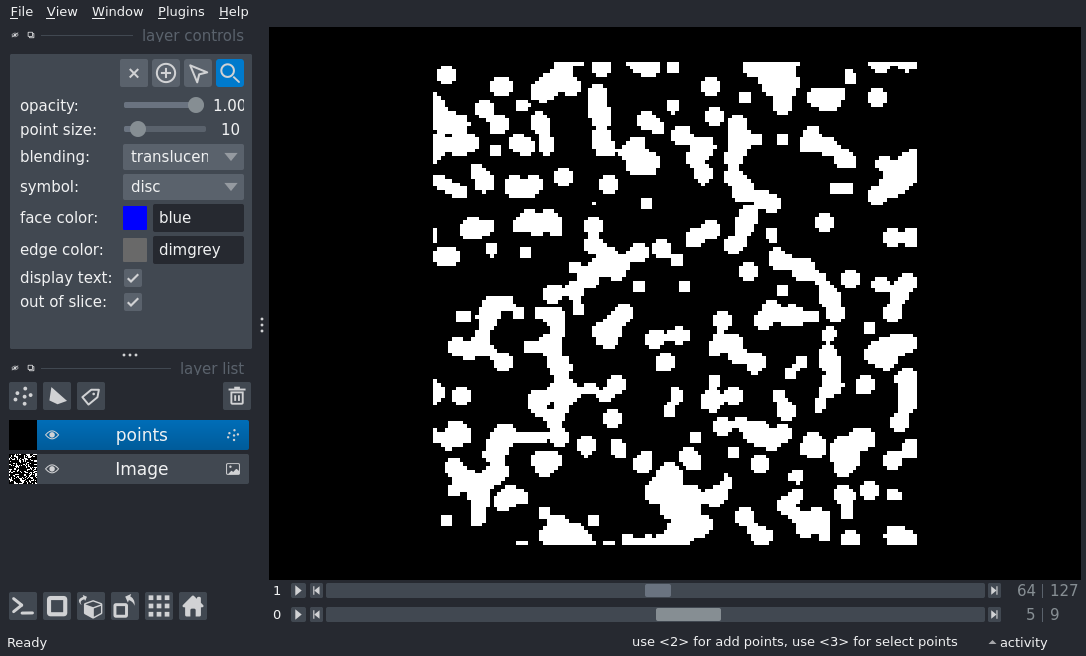 File View Window Plugins Help
layer controls
opacity: 1.00
point size: 10
blending: translucen
symbol: disc
face color: blue
edge color: dimgrey
display text:
out of slice:
layer list
points
Image
1 64 | 127
0 5 | 9
Ready use <2> for add points, use <3> for select points activity